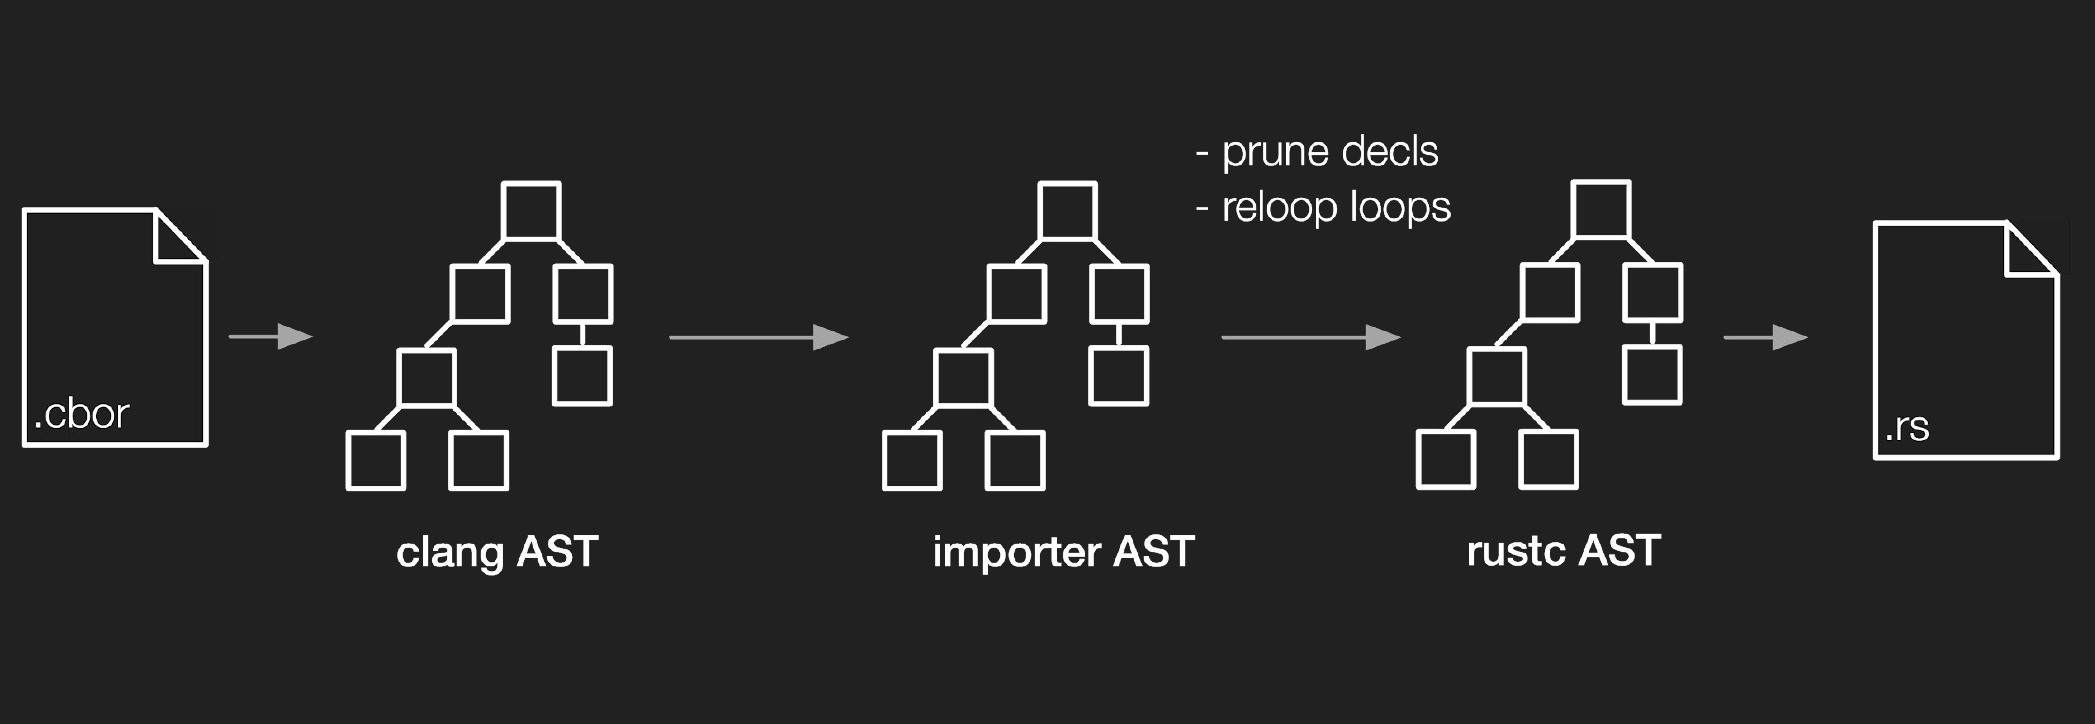 .cbor
clang AST
importer AST
- prune decls
- reloop loops
rustc AST
.rs